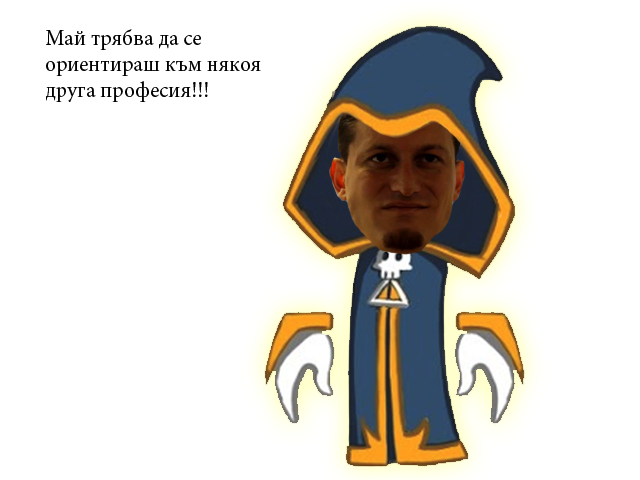 Май трябва да се
ориентираш към някоя
друга професия!!!